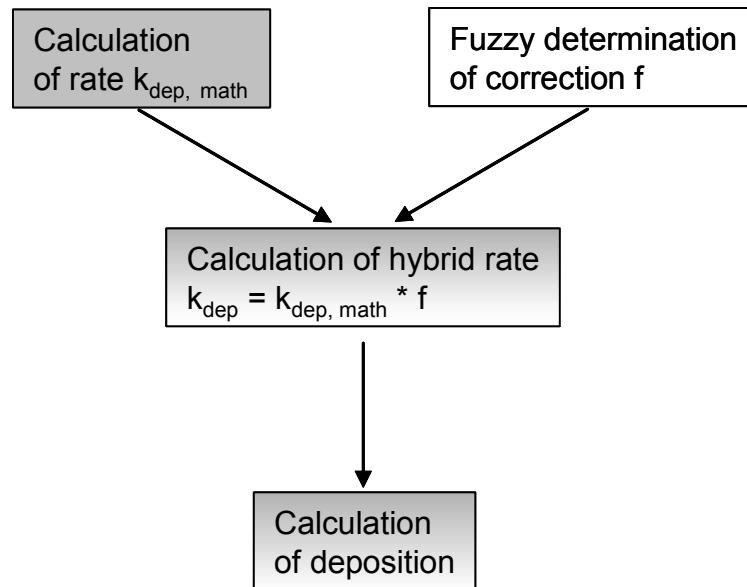 Calculation
of rate k_dep, math
Fuzzy determination
of correction f
Calculation of hybrid rate
k_dep = k_dep, math * f
Calculation
of deposition